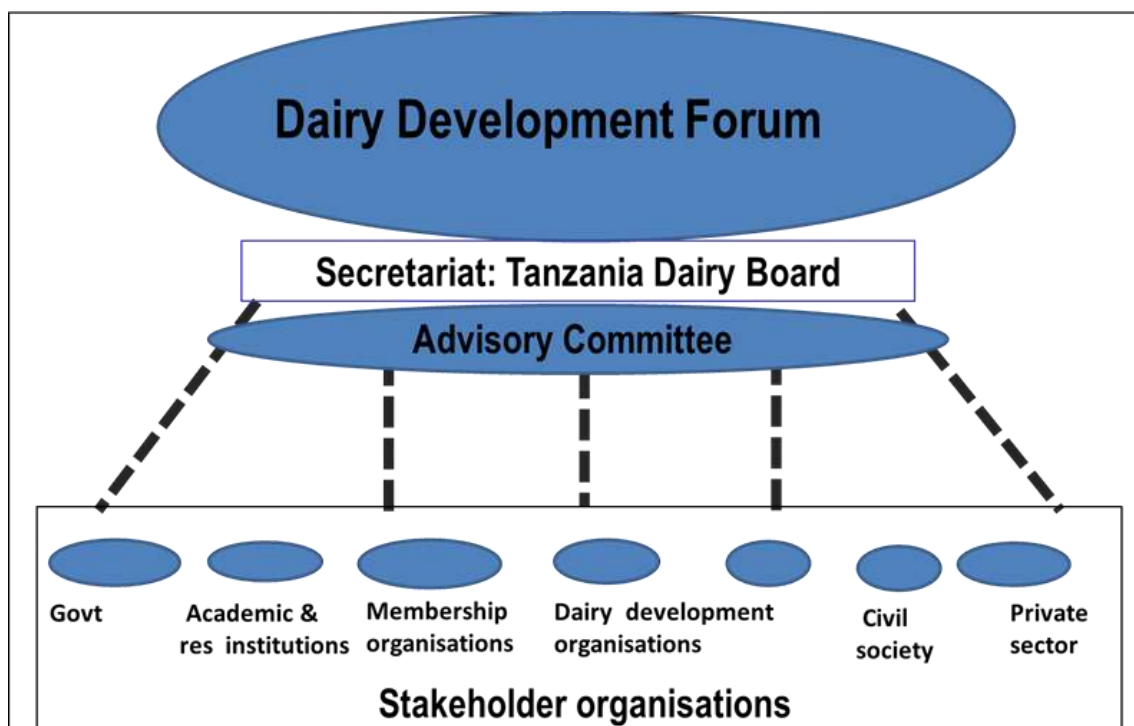 Dairy Development Forum
Secretariat: Tanzania Dairy Board
Advisory Committee
Govt
Academic &
res institutions
Membership
organisations
Dairy development
organisations
Civil
society
Private
sector
Stakeholder organisations